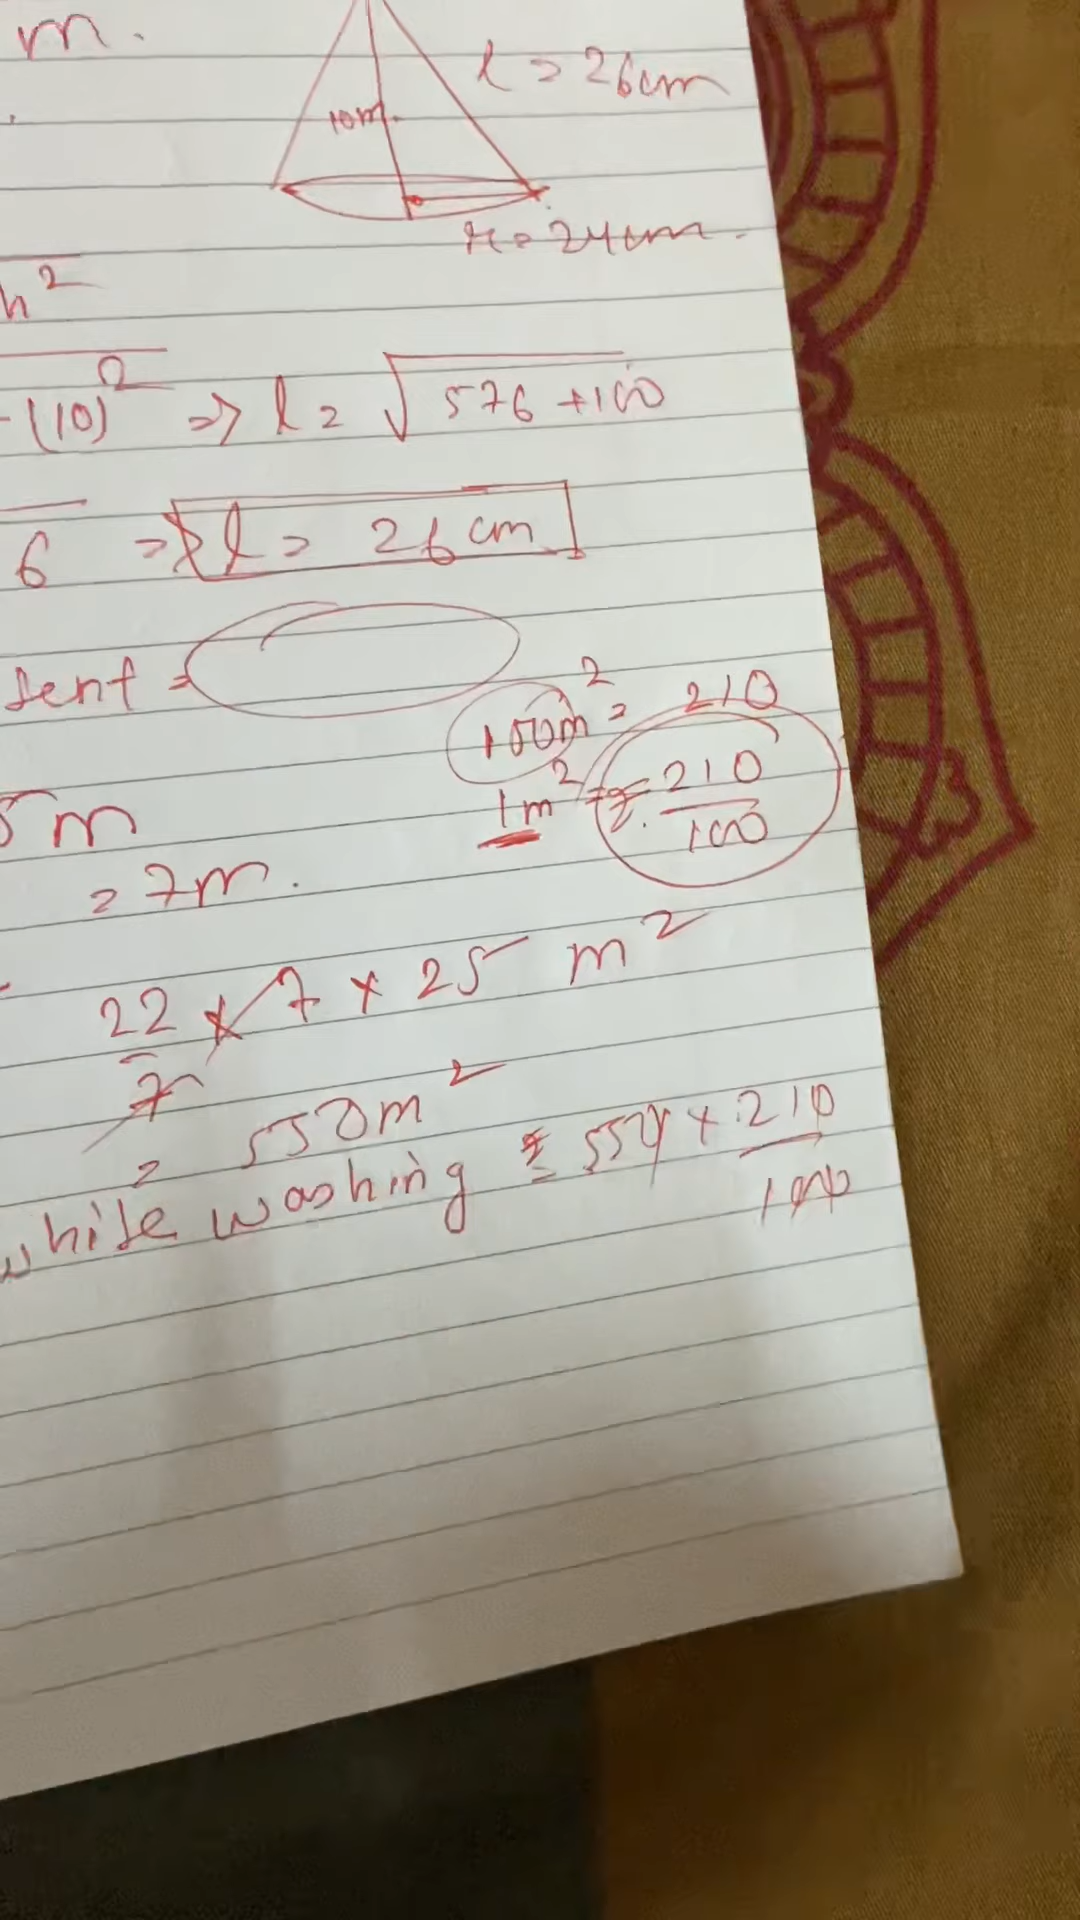 m.
l = 26cm
10m.
r = 24cm.
h²
-(10)² => l = √576+100
6 => l = 26 cm
tent =
100m² = 210
1m² = ₹ 210/100
5 m
= 7m.
22/7 × 7 × 25 m²
= 550m²
white washing = 550 × 210/100